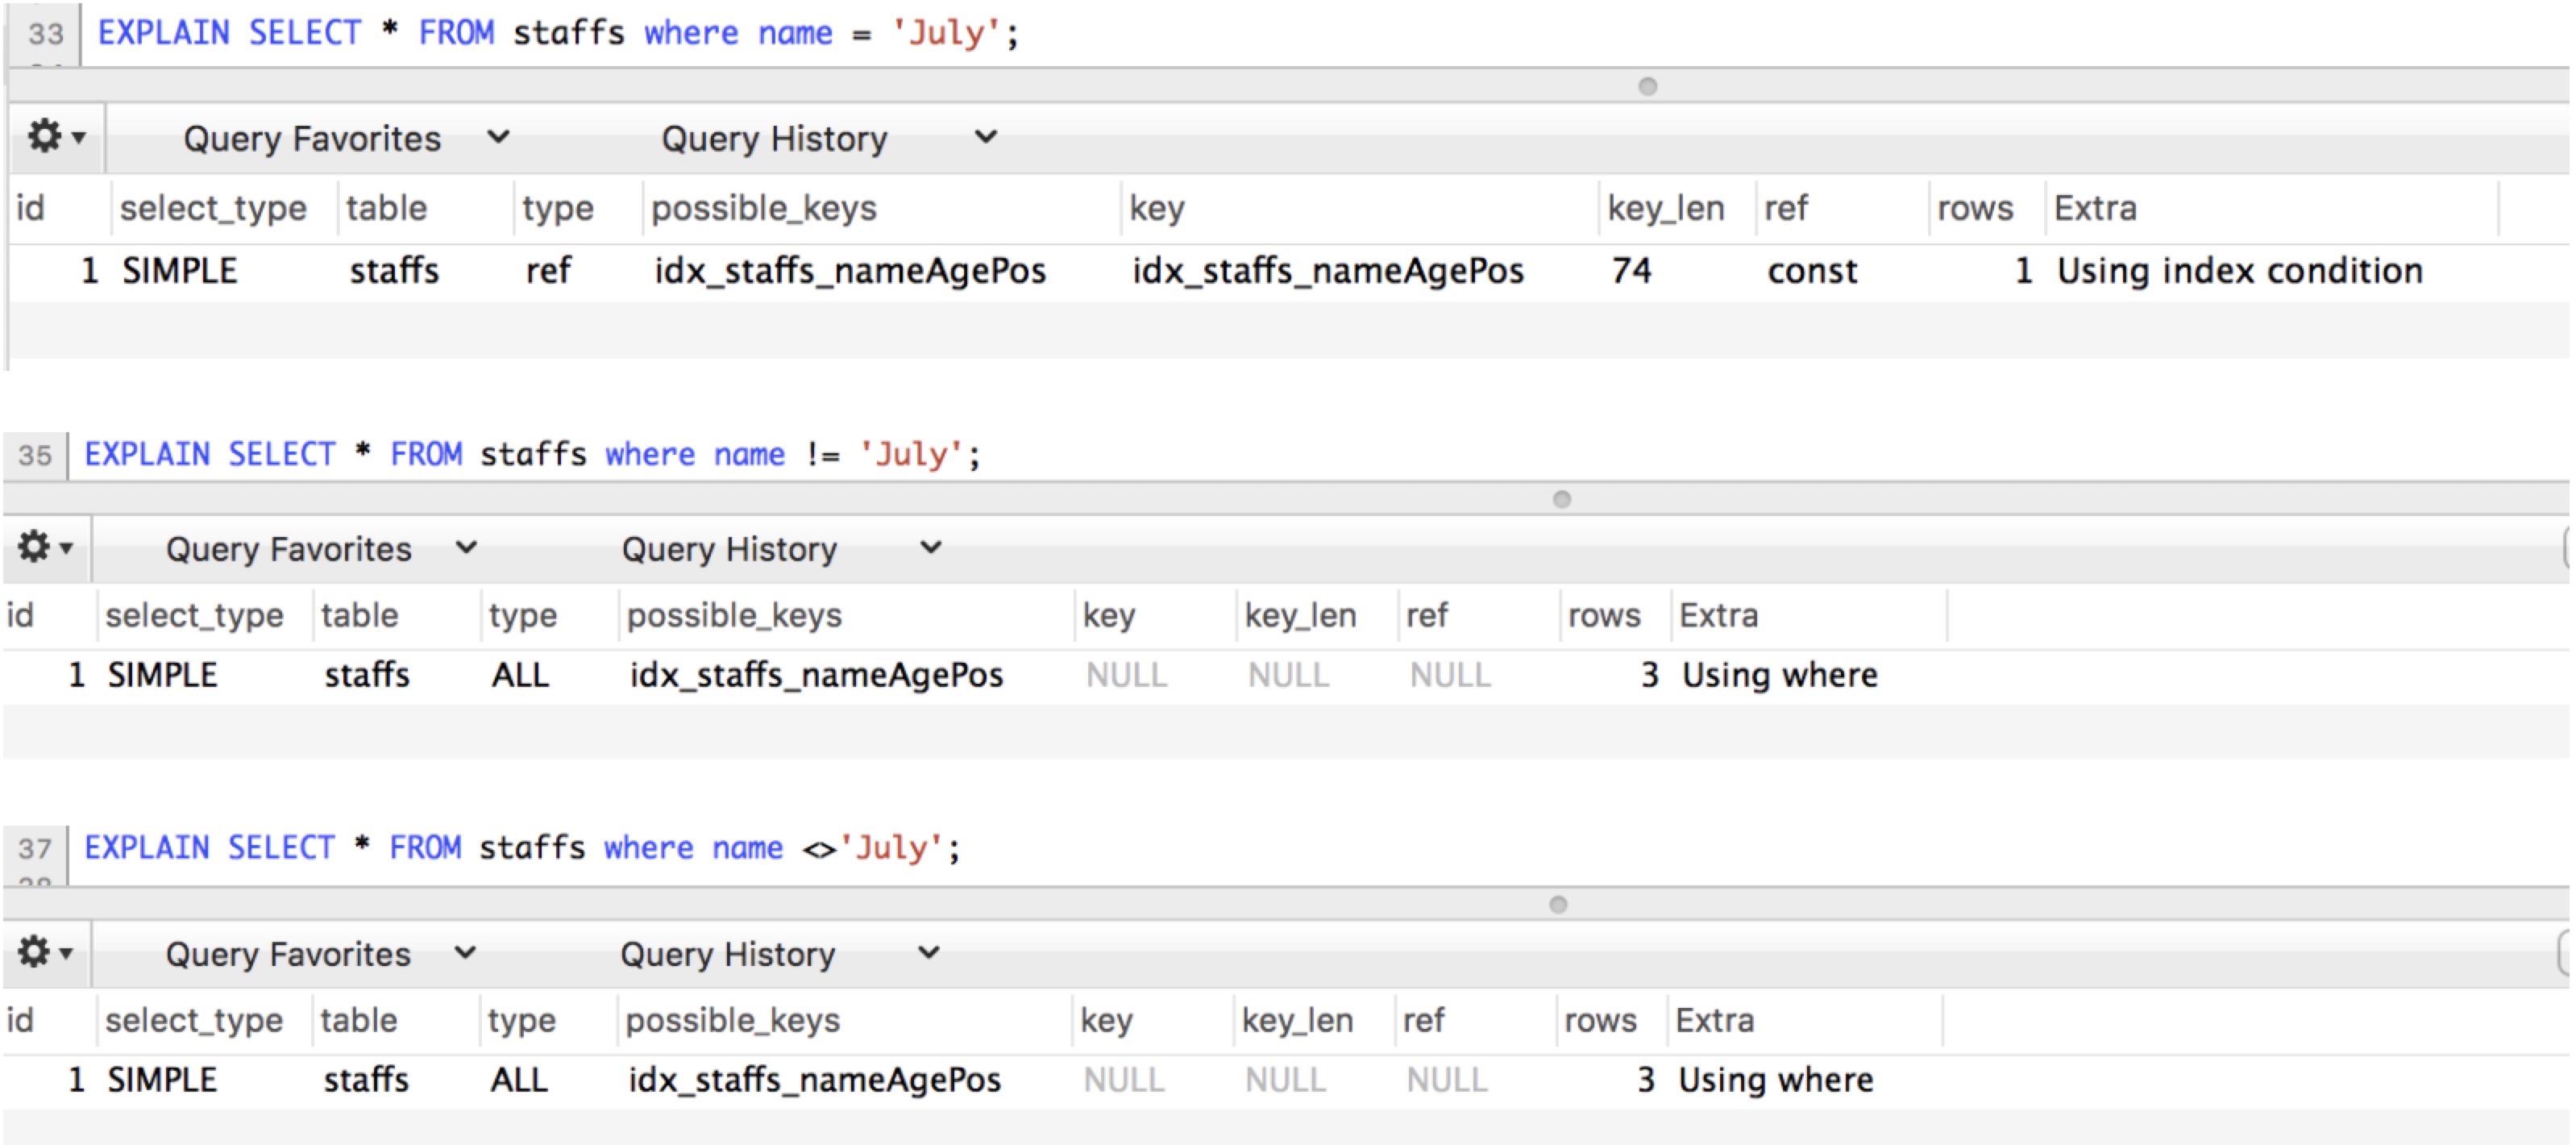 33 EXPLAIN SELECT * FROM staffs where name = 'July';
Query Favorites Query History
id select_type table type possible_keys key key_len ref rows Extra
1 SIMPLE staffs ref idx_staffs_nameAgePos idx_staffs_nameAgePos 74 const 1 Using index condition
35 EXPLAIN SELECT * FROM staffs where name != 'July';
Query Favorites Query History
id select_type table type possible_keys key key_len ref rows Extra
1 SIMPLE staffs ALL idx_staffs_nameAgePos NULL NULL NULL 3 Using where
37 EXPLAIN SELECT * FROM staffs where name <>'July';
Query Favorites Query History
id select_type table type possible_keys key key_len ref rows Extra
1 SIMPLE staffs ALL idx_staffs_nameAgePos NULL NULL NULL 3 Using where